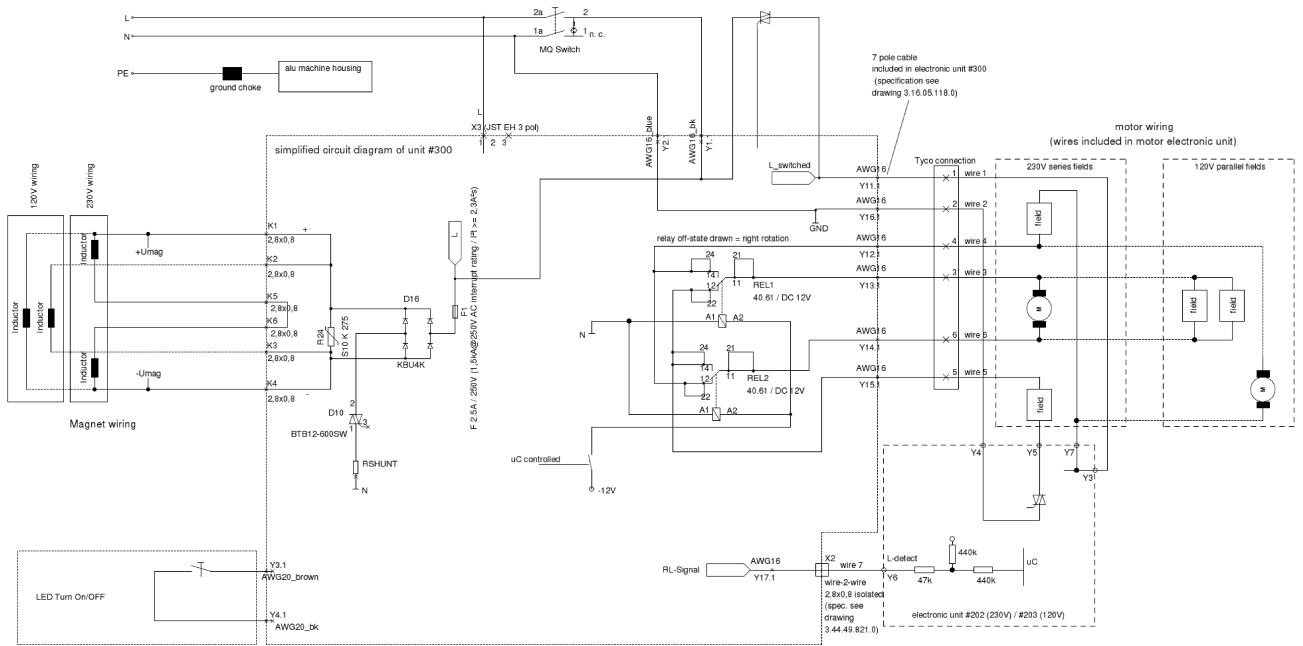 L
2a
2
N
1a
1
n. c.
MQ Switch
PE
alu machine housing
ground choke
7 pole cable
included in electronic unit #300
(specification see
drawing 3.16.05.118.0)
L
X3 (JST EH 3 pol)
1 2 3
AWG16_blue
Y2.1
AWG16_bk
Y1.1
simplified circuit diagram of unit #300
motor wiring
(wires included in motor electronic unit)
Tyco connection
230V series fields
120V parallel fields
120V wiring
230V wiring
L_switched
AWG16
Y11.1
1
wire 1
AWG16
Y16.1
2
wire 2
GND
field
K1
+
2,8x0,8
+Umag
K2
2,8x0,8
K5
2,8x0,8
K6
2,8x0,8
K3
2,8x0,8
-Umag
K4
-
2,8x0,8
Inductor
Inductor
Inductor
Inductor
Magnet wiring
R24
S10 K 275
D16
KBU4K
L
F1
F 2.5A / 250V (1,5kA@250V AC interrupt rating / I²t >= 2,3A²s)
2
D10
3
1
BTB12-600SW
RSHUNT
N
relay off-state drawn = right rotation
AWG16
Y12.1
4
wire 4
24
21
14
12
11
22
REL1
40.61 / DC 12V
AWG16
Y13.1
3
wire 3
M
field
field
A1
A2
N
AWG16
Y14.1
6
wire 6
24
21
14
12
11
22
REL2
40.61 / DC 12V
AWG16
Y15.1
5
wire 5
M
field
A1
A2
uC controlled
-12V
Y4
Y5
Y7
Y3
RL-Signal
AWG16
Y17.1
X2
wire 7
L-detect
Y6
47k
440k
440k
uC
wire-2-wire
2,8x0,8 isolated
(spec. see
drawing
3.44.49.821.0)
electronic unit #202 (230V) / #203 (120V)
LED Turn On/OFF
Y3.1
AWG20_brown
Y4.1
AWG20_bk